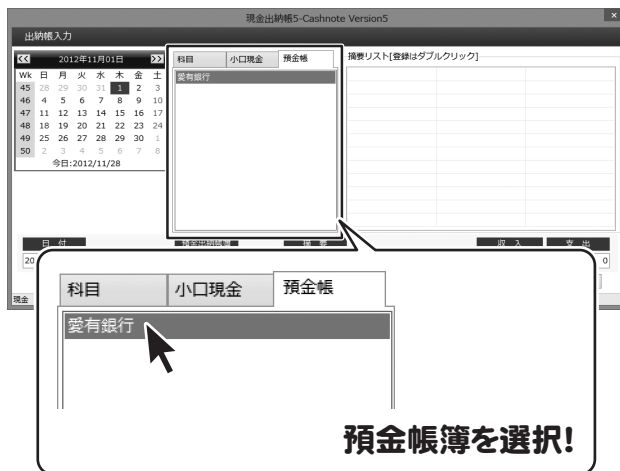 現金出納帳5-Cashnote Version5
×
出納帳入力
2012年11月01日
Wk 日 月 火 水 木 金 土
45 28 29 30 31 1 2 3
46 4 5 6 7 8 9 10
47 11 12 13 14 15 16 17
48 18 19 20 21 22 23 24
49 25 26 27 28 29 30 1
50 2 3 4 5 6 7 8
今日:2012/11/28
科目 小口現金 預金帳
愛有銀行
摘要リスト[登録はダブルクリック]
日 付
収 入 支 出
20
0
現金
科目 小口現金 預金帳
愛有銀行
預金帳簿を選択!